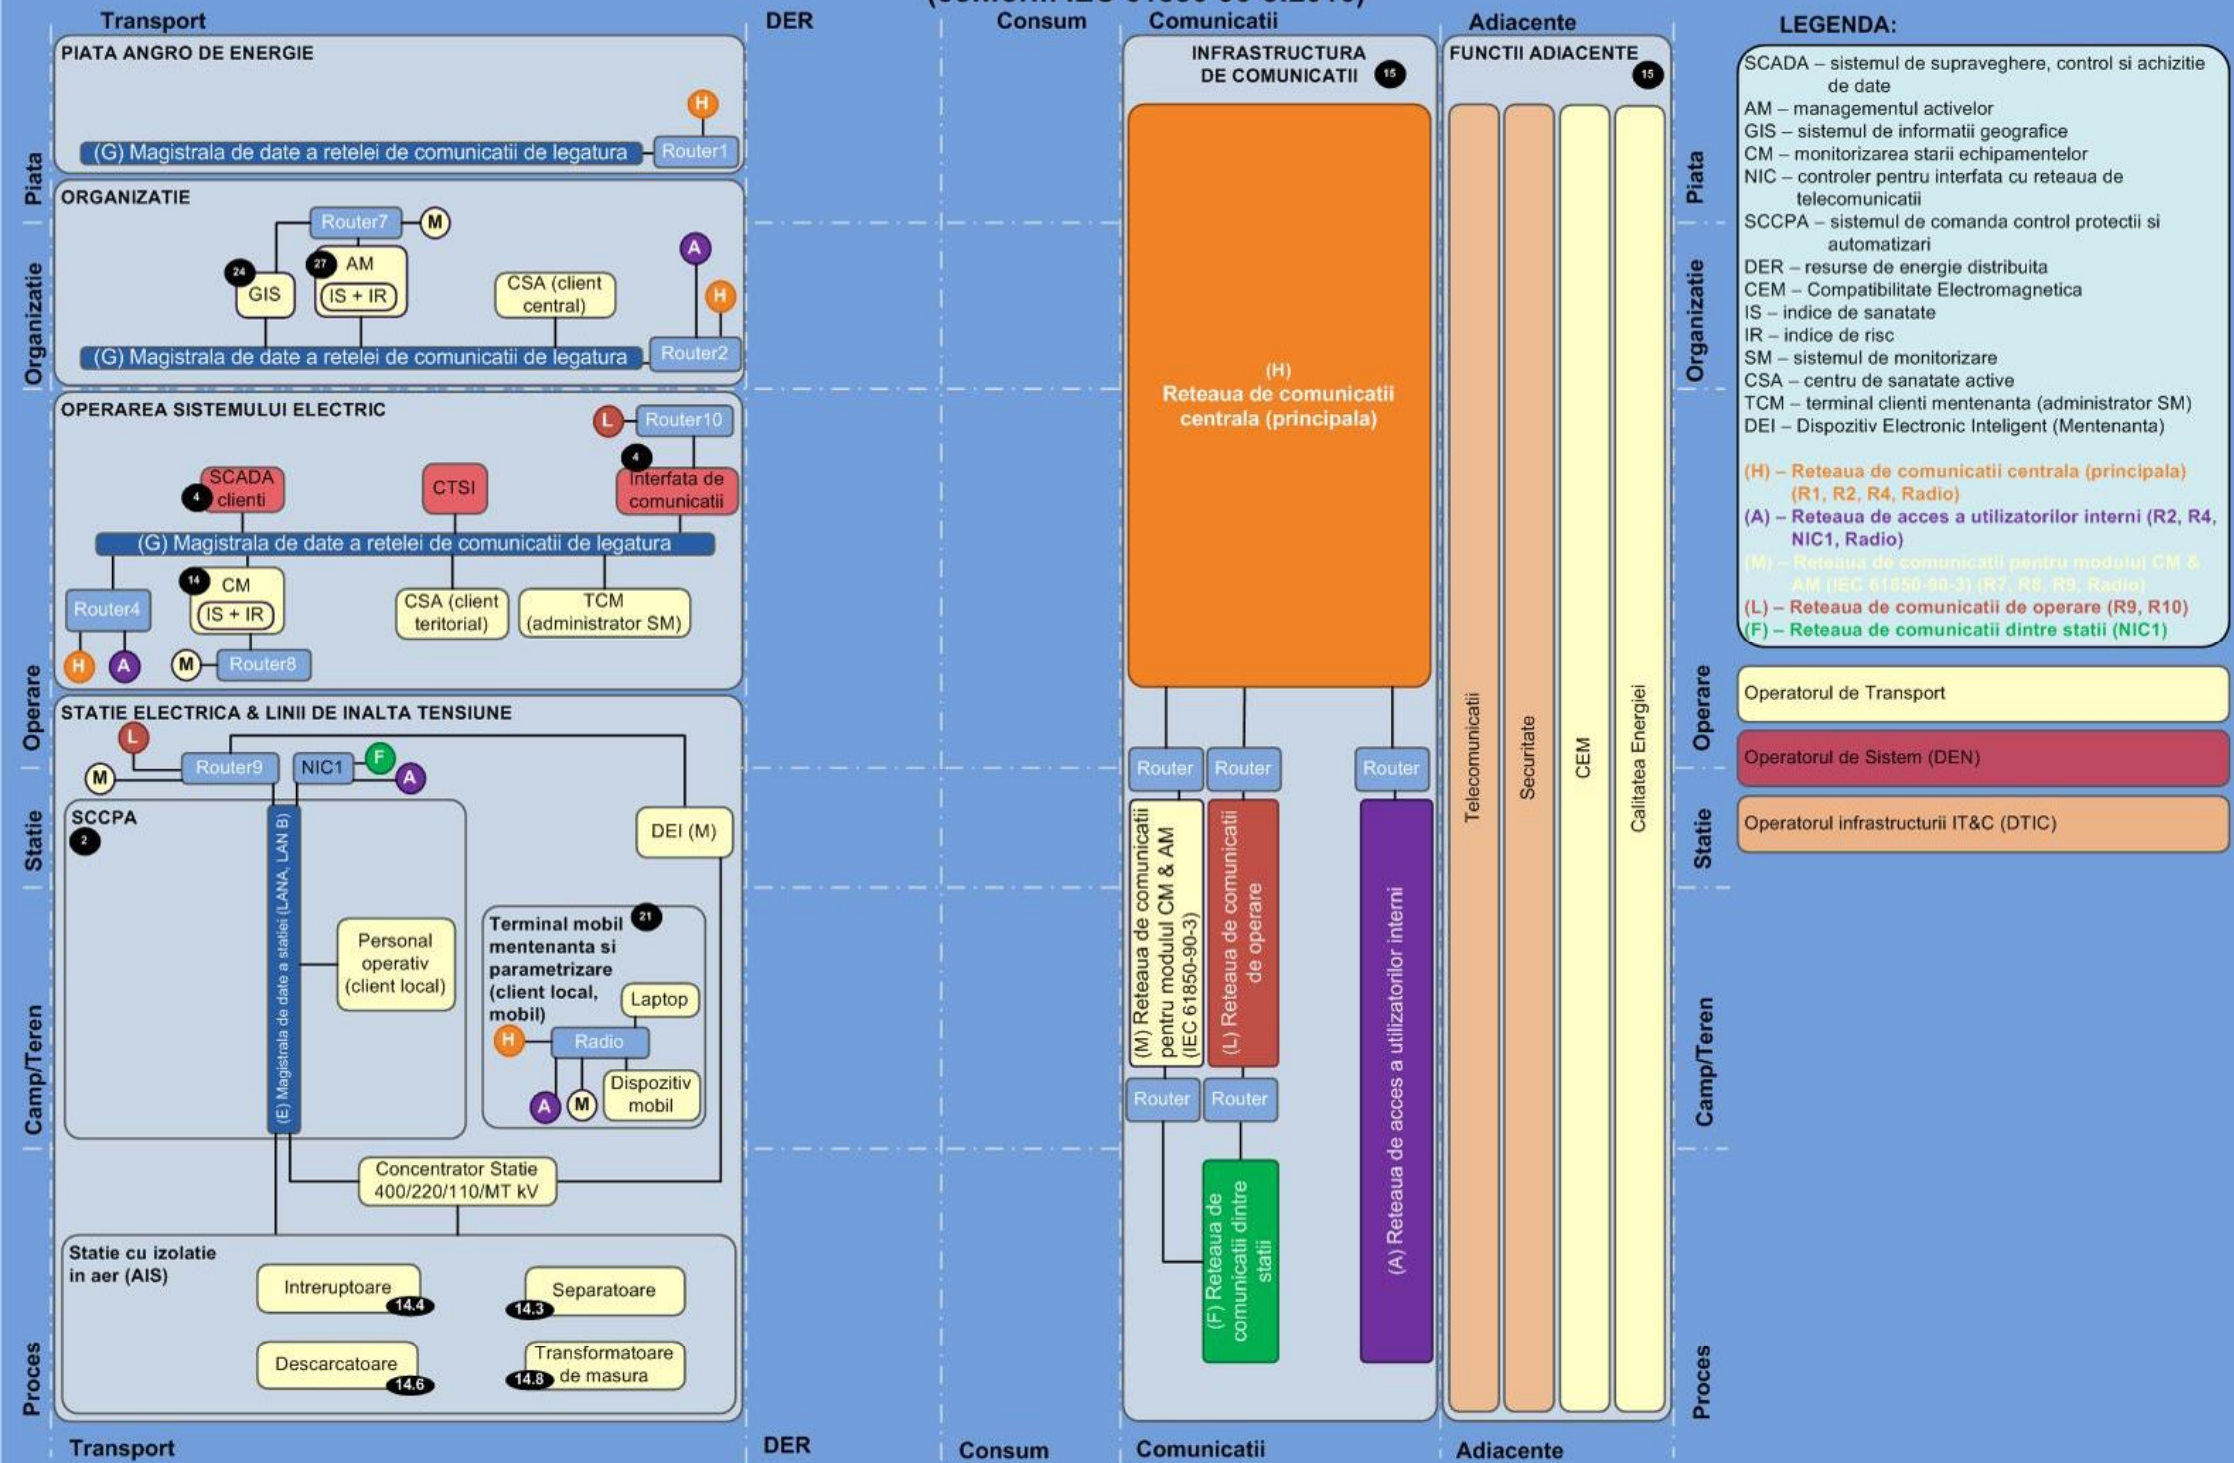 Transport
DER
Consum
Comunicatii
Adiacente
PIATA ANGRO DE ENERGIE
H
(G) Magistrala de date a retelei de comunicatii de legatura
Router1
Piata
ORGANIZATIE
Router7
M
24
GIS
27
AM
IS + IR
CSA (client
central)
A
H
(G) Magistrala de date a retelei de comunicatii de legatura
Router2
Organizatie
OPERAREA SISTEMULUI ELECTRIC
L
Router10
4
SCADA
clienti
CTSI
4
Interfata de
comunicatii
(G) Magistrala de date a retelei de comunicatii de legatura
Router4
H
A
14
CM
IS + IR
M
Router8
CSA (client
teritorial)
TCM
(administrator SM)
Operare
STATIE ELECTRICA & LINII DE INALTA TENSIUNE
L
M
Router9
NIC1
F
A
SCCPA
2
DEI (M)
Statie
(E) Magistrala de date a statiei (LANA, LAN B)
Personal
operativ
(client local)
Terminal mobil
mentenanta si
parametrizare
(client local,
mobil)
21
Laptop
H
Radio
A
M
Dispozitiv
mobil
Camp/Teren
Concentrator Statie
400/220/110/MT kV
Statie cu izolatie
in aer (AIS)
Intreruptoare
14.4
Separatoare
14.3
Descarcatoare
14.6
Transformatoare
de masura
14.8
Proces
Transport
DER
Consum
Comunicatii
Adiacente
INFRASTRUCTURA
DE COMUNICATII
15
(H)
Reteaua de comunicatii
centrala (principala)
Router
Router
Router
(M) Reteaua de comunicatii
pentru modulul CM & AM
(IEC 61850-90-3)
(L) Reteaua de comunicatii
de operare
(A) Reteaua de acces a utilizatorilor interni
Router
Router
(F) Reteaua de
comunicatii dintre
statii
FUNCTII ADIACENTE
15
Telecomunicatii
Securitate
CEM
Calitatea Energiei
Piata
Organizatie
Operare
Statie
Camp/Teren
Proces
LEGENDA:
SCADA – sistemul de supraveghere, control si achizitie
de date
AM – managementul activelor
GIS – sistemul de informatii geografice
CM – monitorizarea starii echipamentelor
NIC – controler pentru interfata cu reteaua de
telecomunicatii
SCCPA – sistemul de comanda control protectii si
automatizari
DER – resurse de energie distribuita
CEM – Compatibilitate Electromagnetica
IS – indice de sanatate
IR – indice de risc
SM – sistemul de monitorizare
CSA – centru de sanatate active
TCM – terminal clienti mentenanta (administrator SM)
DEI – Dispozitiv Electronic Inteligent (Mentenanta)
(H) – Reteaua de comunicatii centrala (principala)
(R1, R2, R4, Radio)
(A) – Reteaua de acces a utilizatorilor interni (R2, R4,
NIC1, Radio)
(M) – Reteaua de comunicatii pentru modulul CM &
AM (IEC 61850-90-3) (R7, R8, R9, Radio)
(L) – Reteaua de comunicatii de operare (R9, R10)
(F) – Reteaua de comunicatii dintre statii (NIC1)
Operatorul de Transport
Operatorul de Sistem (DEN)
Operatorul infrastructurii IT&C (DTIC)